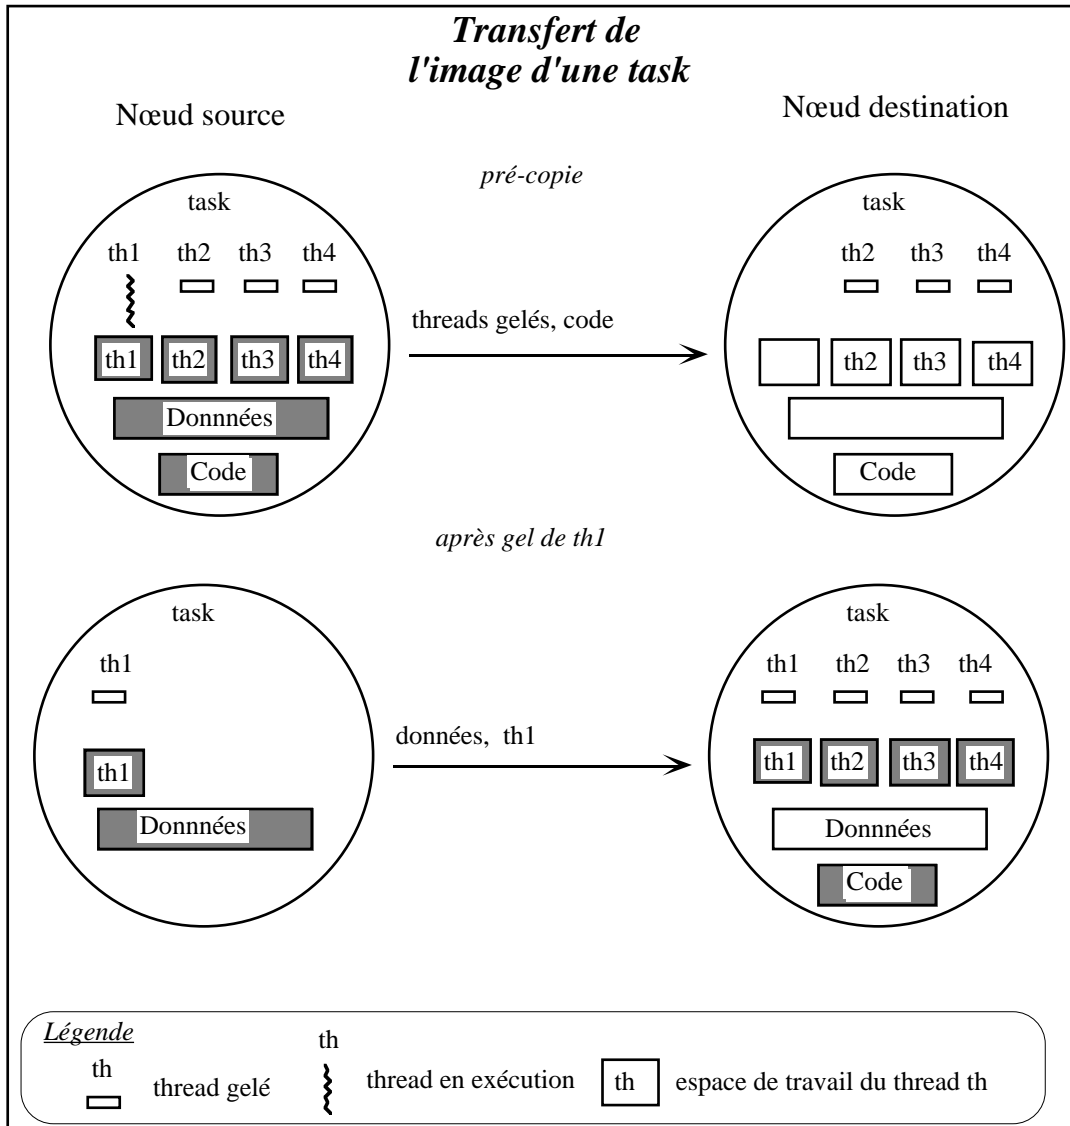 Transfert de
l'image d'une task
Nœud source
Nœud destination
pré-copie
task
th1 th2 th3 th4
th1 th2 th3 th4
Donnnées
Code
threads gelés, code
task
th2 th3 th4
th2 th3 th4
Code
après gel de th1
task
th1
th1
Donnnées
données, th1
task
th1 th2 th3 th4
th1 th2 th3 th4
Donnnées
Code
Légende
th
thread gelé
th
thread en exécution
th
espace de travail du thread th